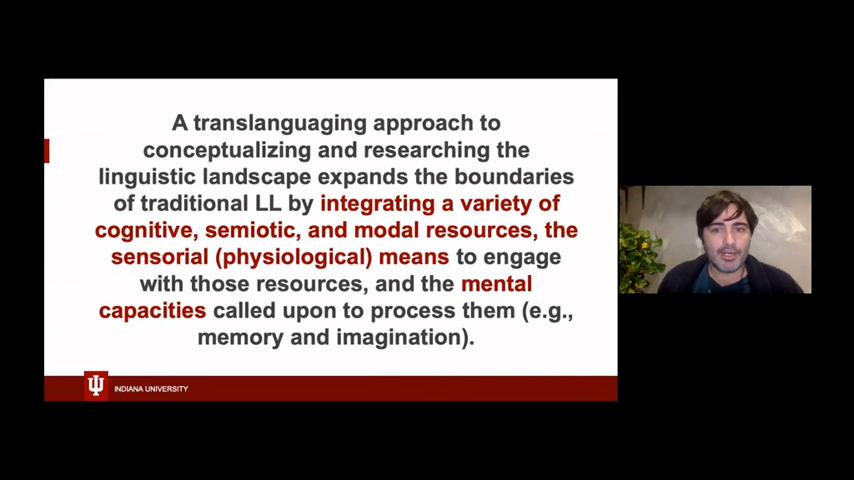 A translanguaging approach to
conceptualizing and researching the
linguistic landscape expands the boundaries
of traditional LL by integrating a variety of
cognitive, semiotic, and modal resources, the
sensorial (physiological) means to engage
with those resources, and the mental
capacities called upon to process them (e.g.,
memory and imagination).
INDIANA UNIVERSITY